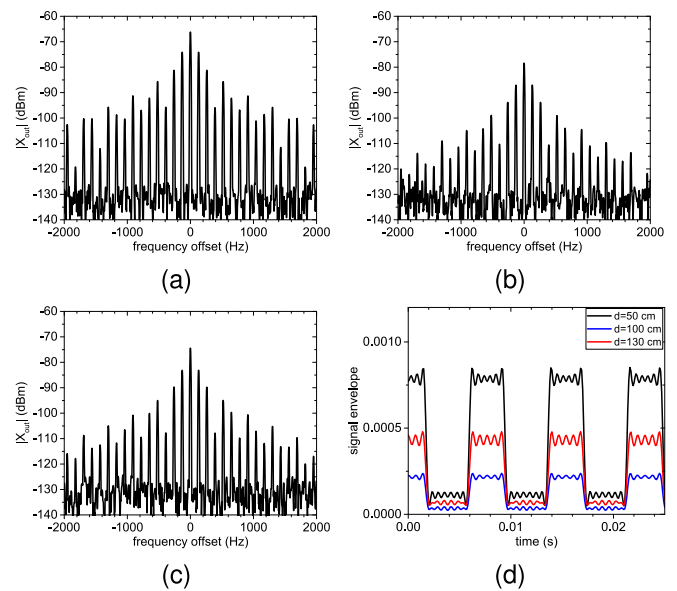 -60
-70
-80
-90
-100
-110
-120
-130
-140
|X_out| (dBm)
-2000 -1000 0 1000 2000
frequency offset (Hz)
(a)
-60
-70
-80
-90
-100
-110
-120
-130
-140
|X_out| (dBm)
-2000 -1000 0 1000 2000
frequency offset (Hz)
(b)
-60
-70
-80
-90
-100
-110
-120
-130
-140
|X_out| (dBm)
-2000 -1000 0 1000 2000
frequency offset (Hz)
(c)
d=50 cm
d=100 cm
d=130 cm
0.0010
0.0005
0.0000
signal envelope
0.00 0.01 0.02
time (s)
(d)